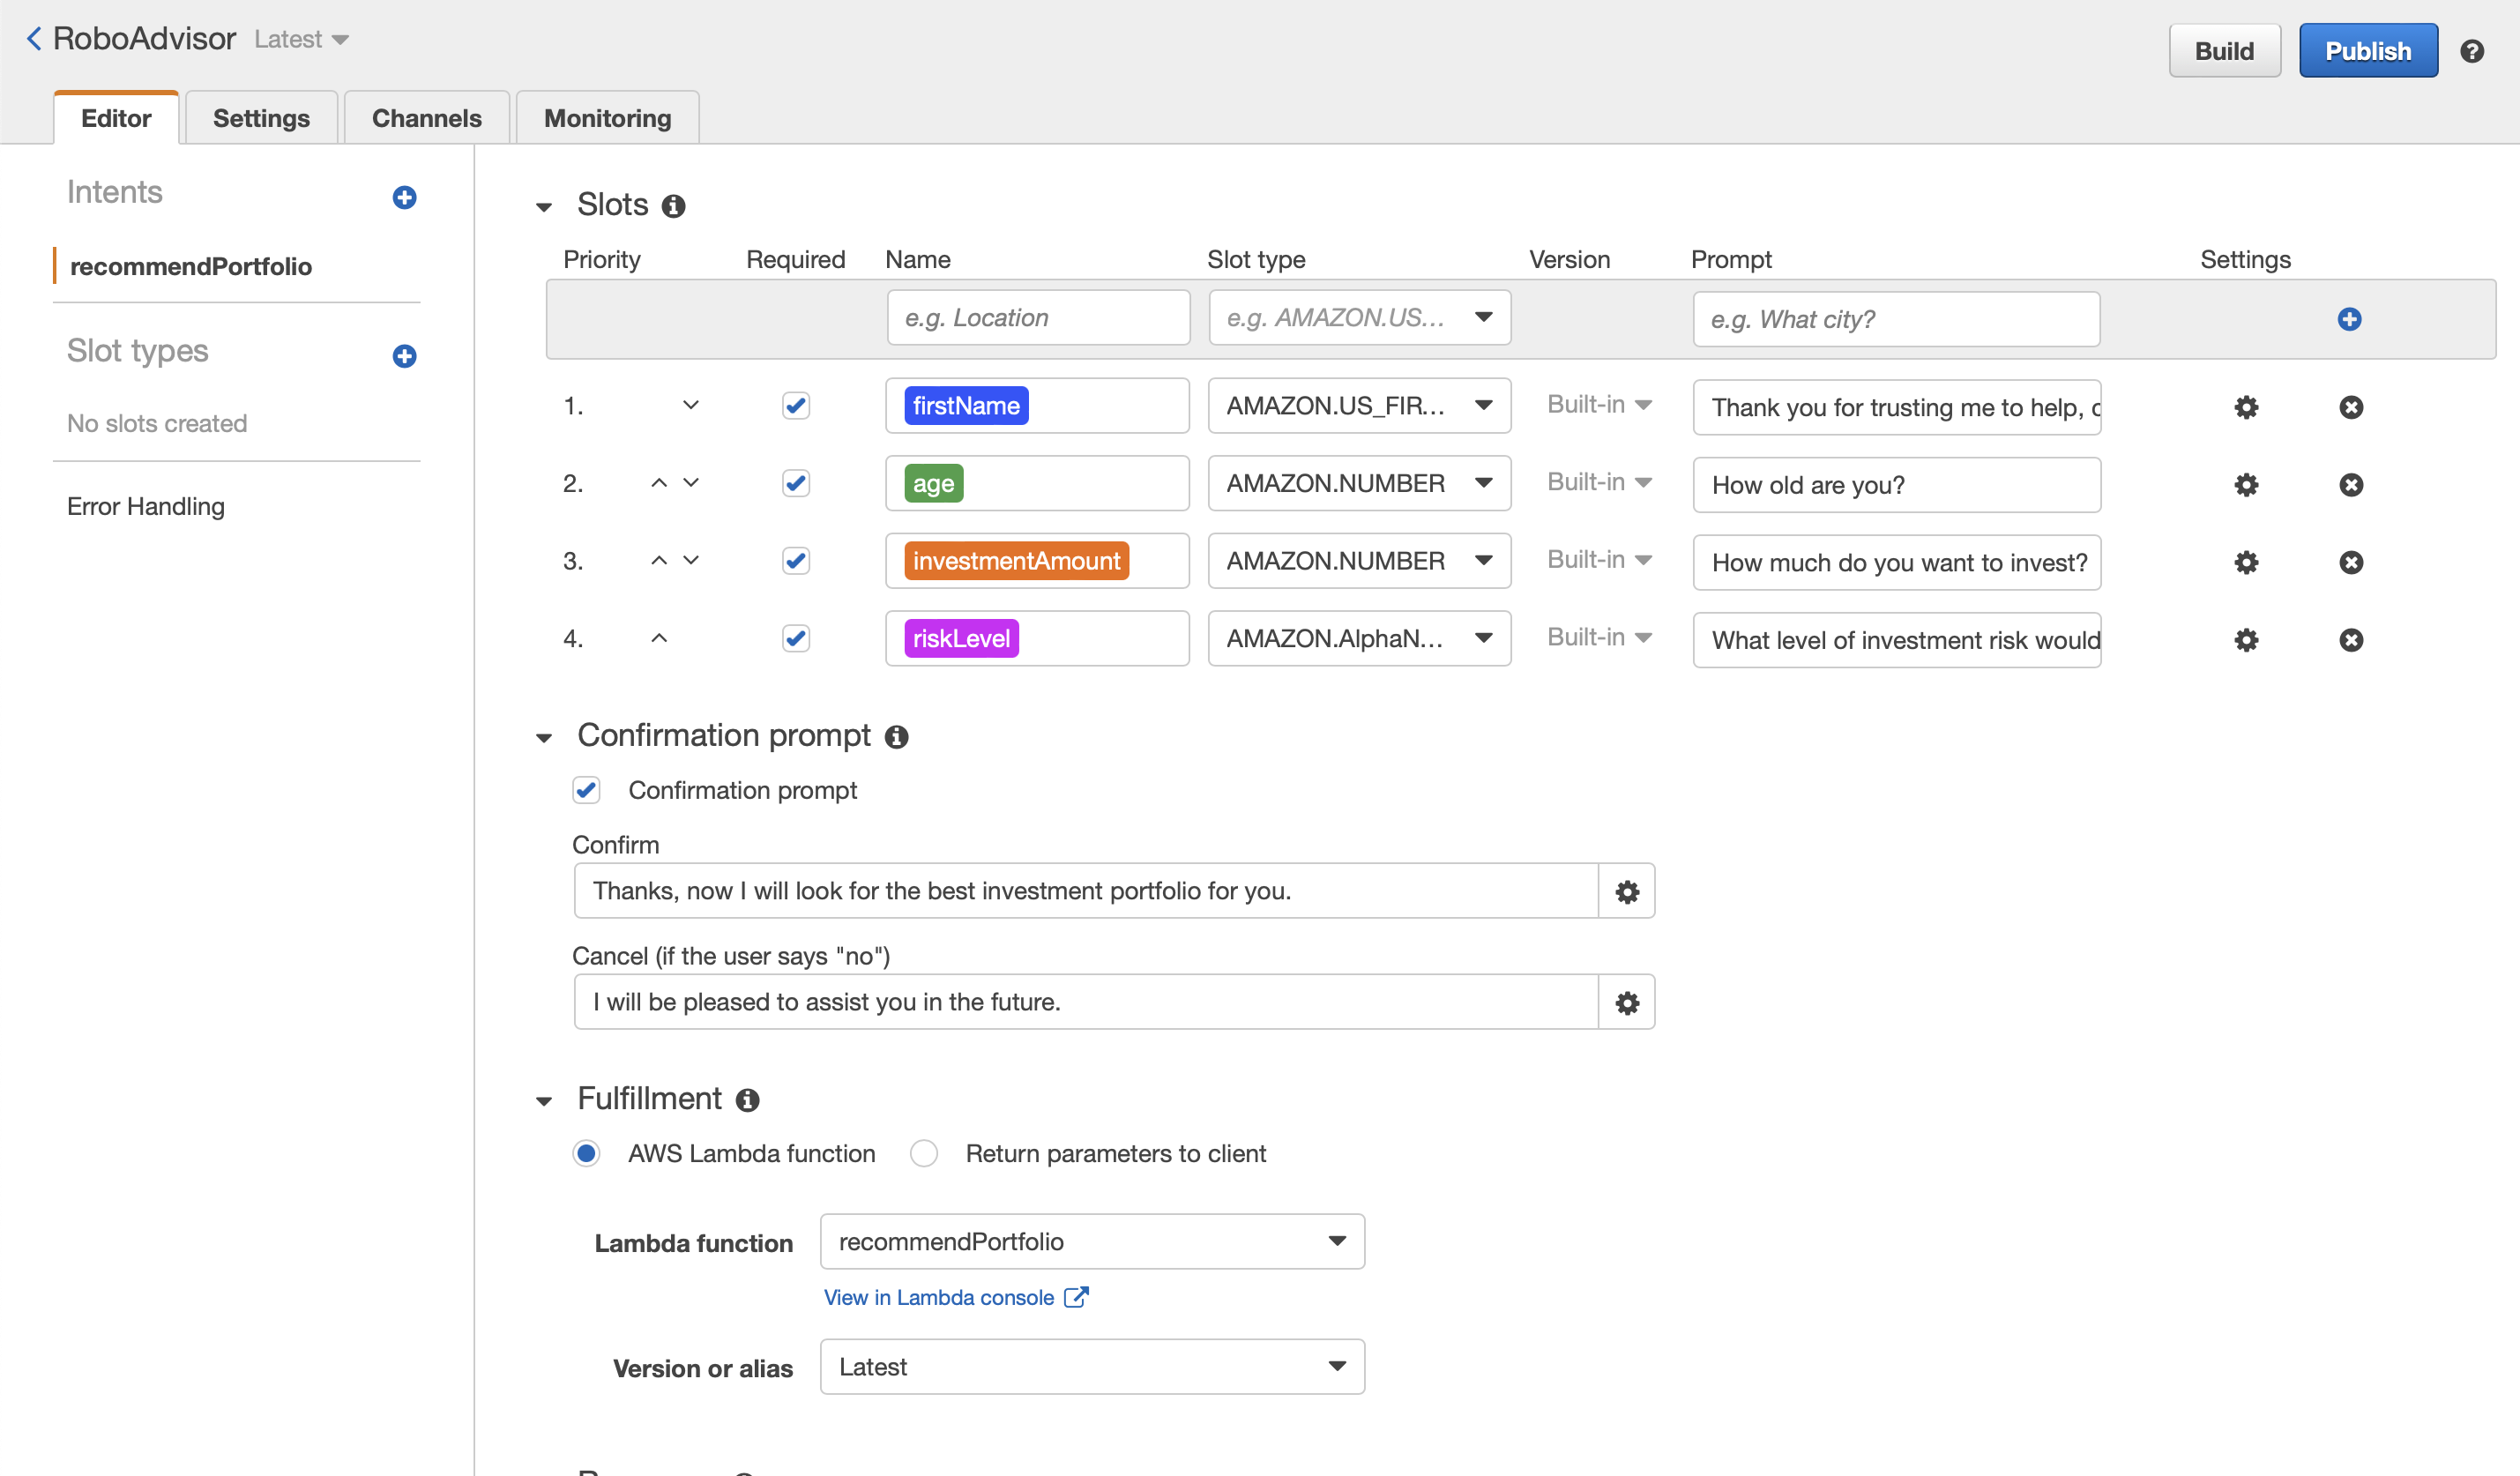 RoboAdvisor Latest
Build Publish
Editor Settings Channels Monitoring
Intents
recommendPortfolio
Slot types
No slots created
Error Handling
Slots
Priority Required Name Slot type Version Prompt Settings
e.g. Location e.g. AMAZON.US... e.g. What city?
1. firstName AMAZON.US_FIR... Built-in Thank you for trusting me to help,
2. age AMAZON.NUMBER Built-in How old are you?
3. investmentAmount AMAZON.NUMBER Built-in How much do you want to invest?
4. riskLevel AMAZON.AlphaN... Built-in What level of investment risk would
Confirmation prompt
Confirmation prompt
Confirm
Thanks, now I will look for the best investment portfolio for you.
Cancel (if the user says "no")
I will be pleased to assist you in the future.
Fulfillment
AWS Lambda function Return parameters to client
Lambda function recommendPortfolio
View in Lambda console
Version or alias Latest